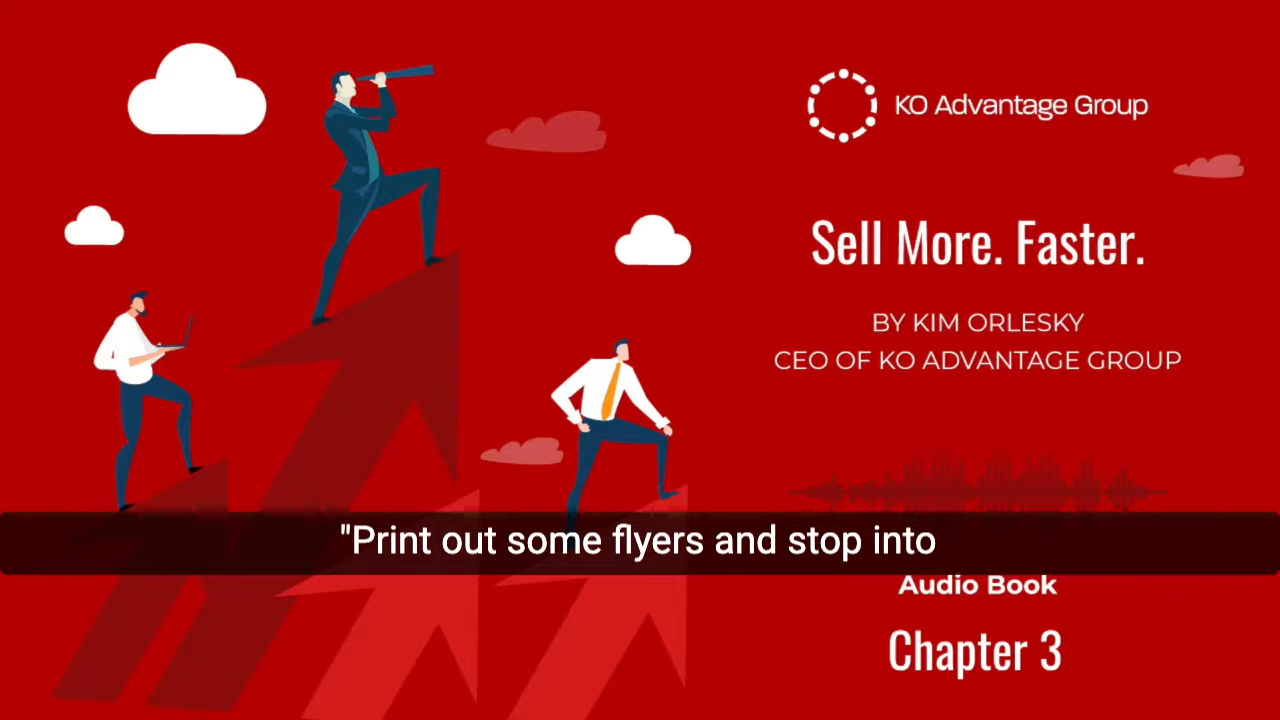 KO Advantage Group
Sell More. Faster.
BY KIM ORLESKY
CEO OF KO ADVANTAGE GROUP
"Print out some flyers and stop into
Audio Book
Chapter 3